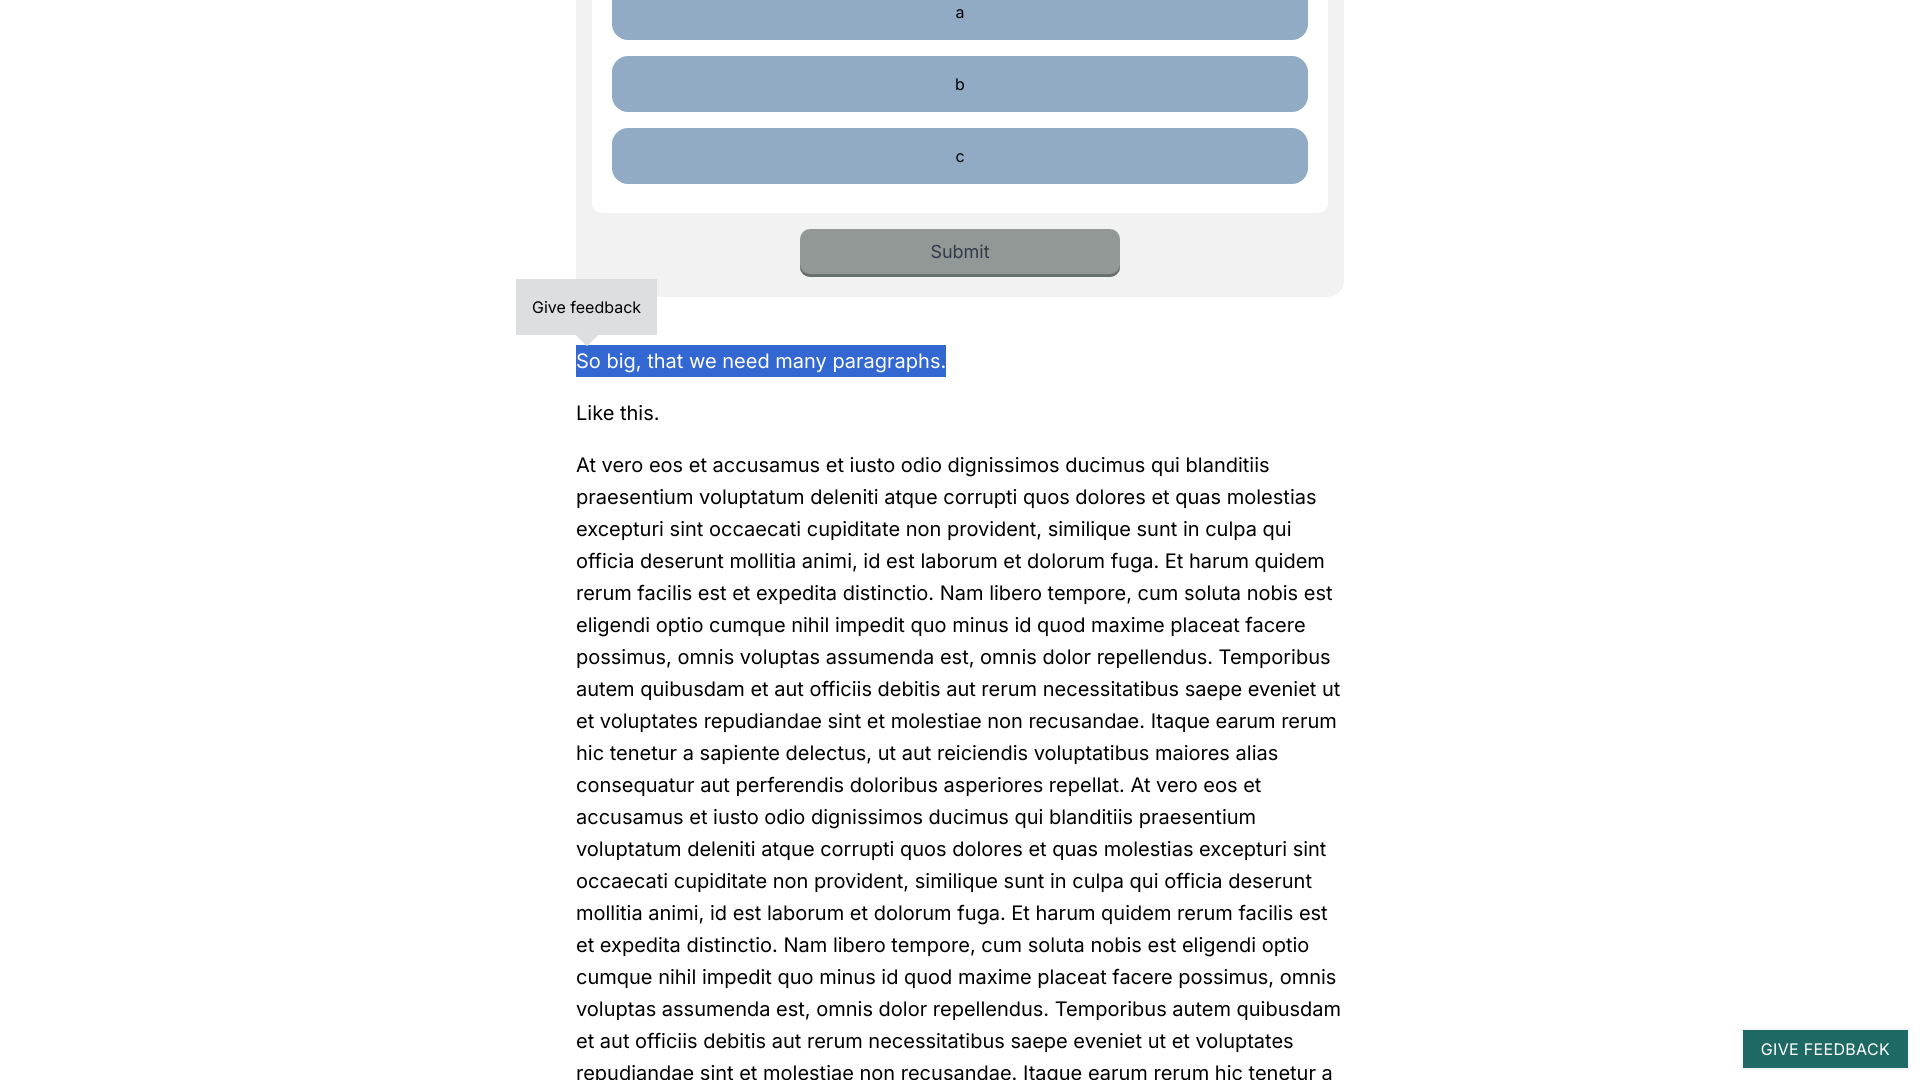 a
b
c
Submit
Give feedback
So big, that we need many paragraphs.
Like this.
At vero eos et accusamus et iusto odio dignissimos ducimus qui blanditiis
praesentium voluptatum deleniti atque corrupti quos dolores et quas molestias
excepturi sint occaecati cupiditate non provident, similique sunt in culpa qui
officia deserunt mollitia animi, id est laborum et dolorum fuga. Et harum quidem
rerum facilis est et expedita distinctio. Nam libero tempore, cum soluta nobis est
eligendi optio cumque nihil impedit quo minus id quod maxime placeat facere
possimus, omnis voluptas assumenda est, omnis dolor repellendus. Temporibus
autem quibusdam et aut officiis debitis aut rerum necessitatibus saepe eveniet ut
et voluptates repudiandae sint et molestiae non recusandae. Itaque earum rerum
hic tenetur a sapiente delectus, ut aut reiciendis voluptatibus maiores alias
consequatur aut perferendis doloribus asperiores repellat. At vero eos et
accusamus et iusto odio dignissimos ducimus qui blanditiis praesentium
voluptatum deleniti atque corrupti quos dolores et quas molestias excepturi sint
occaecati cupiditate non provident, similique sunt in culpa qui officia deserunt
mollitia animi, id est laborum et dolorum fuga. Et harum quidem rerum facilis est
et expedita distinctio. Nam libero tempore, cum soluta nobis est eligendi optio
cumque nihil impedit quo minus id quod maxime placeat facere possimus, omnis
voluptas assumenda est, omnis dolor repellendus. Temporibus autem quibusdam
et aut officiis debitis aut rerum necessitatibus saepe eveniet ut et voluptates
repudiandae sint et molestiae non recusandae. Itaque earum rerum hic tenetur a
GIVE FEEDBACK